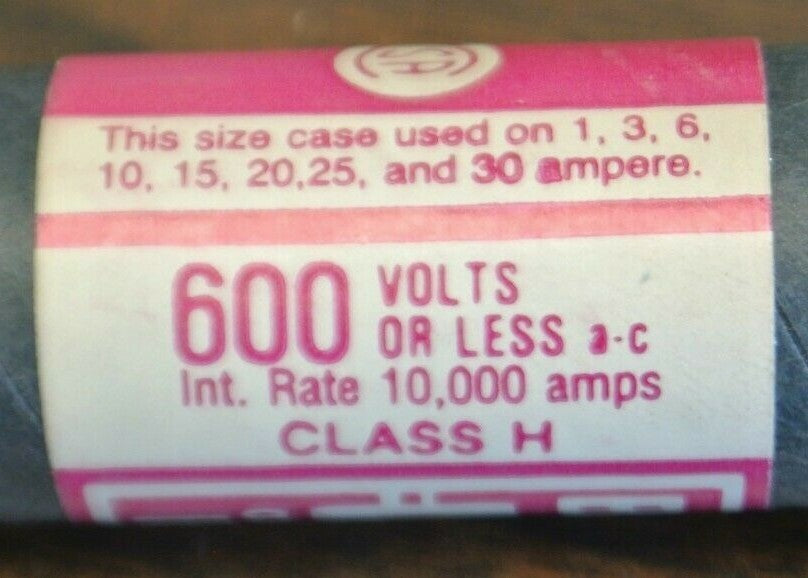 This size case used on 1, 3, 6,
10, 15, 20,25, and 30 ampere.
600 VOLTS
OR LESS a-c
Int. Rate 10,000 amps
CLASS H